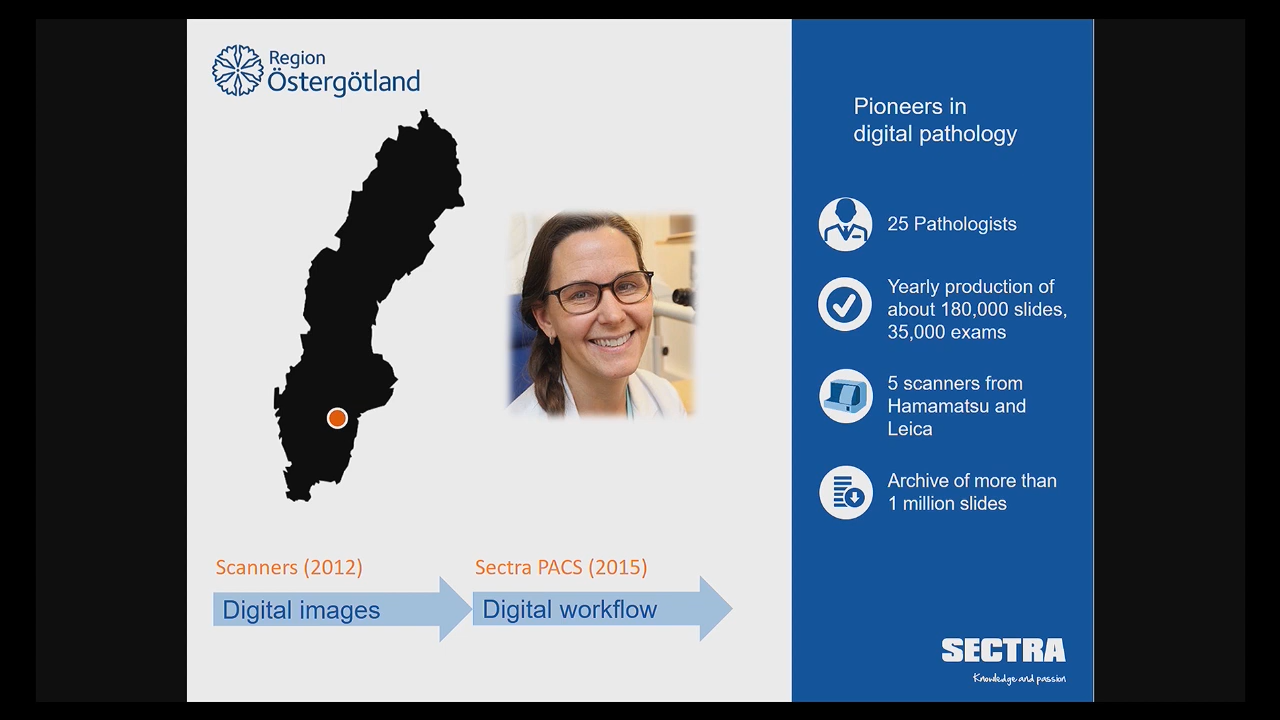 Region
Östergötland
Pioneers in
digital pathology
25 Pathologists
Yearly production of
about 180,000 slides,
35,000 exams
5 scanners from
Hamamatsu and
Leica
Archive of more than
1 million slides
Scanners (2012)
Sectra PACS (2015)
Digital images
Digital workflow
SECTRA
Knowledge and passion